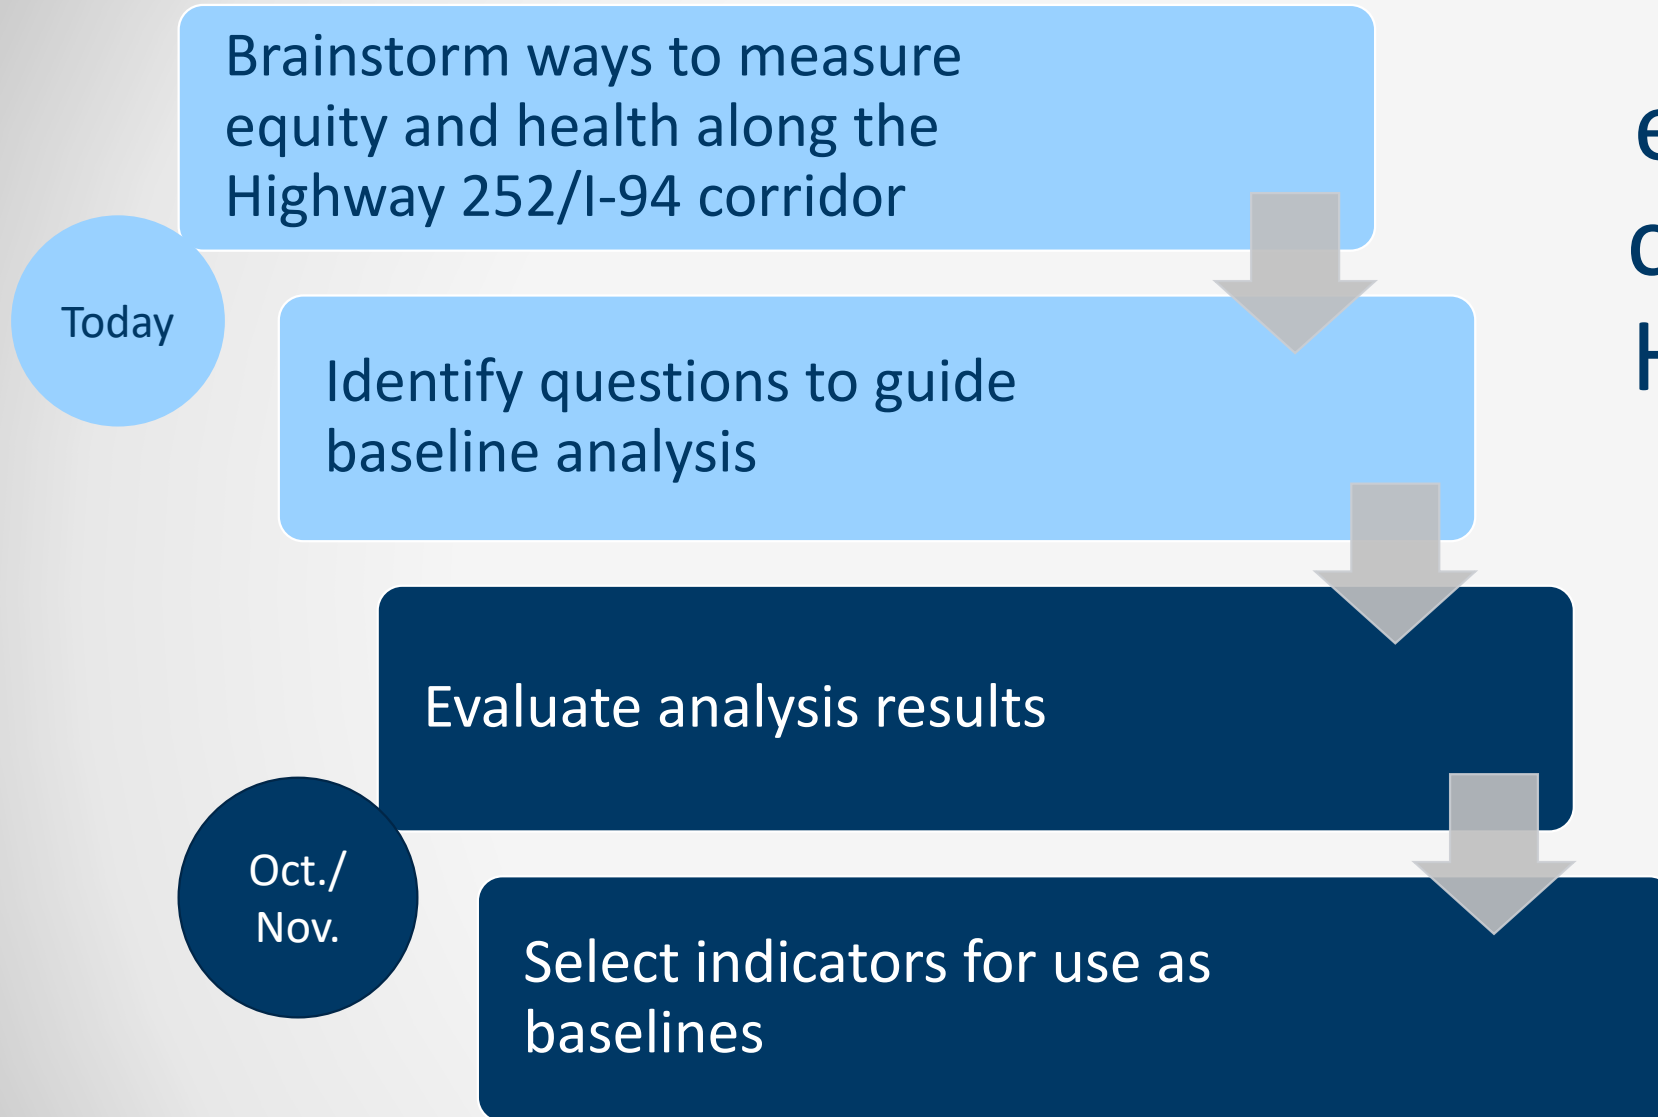 Brainstorm ways to measure
equity and health along the
Highway 252/I-94 corridor
Today
Identify questions to guide
baseline analysis
Evaluate analysis results
Oct./
Nov.
Select indicators for use as
baselines